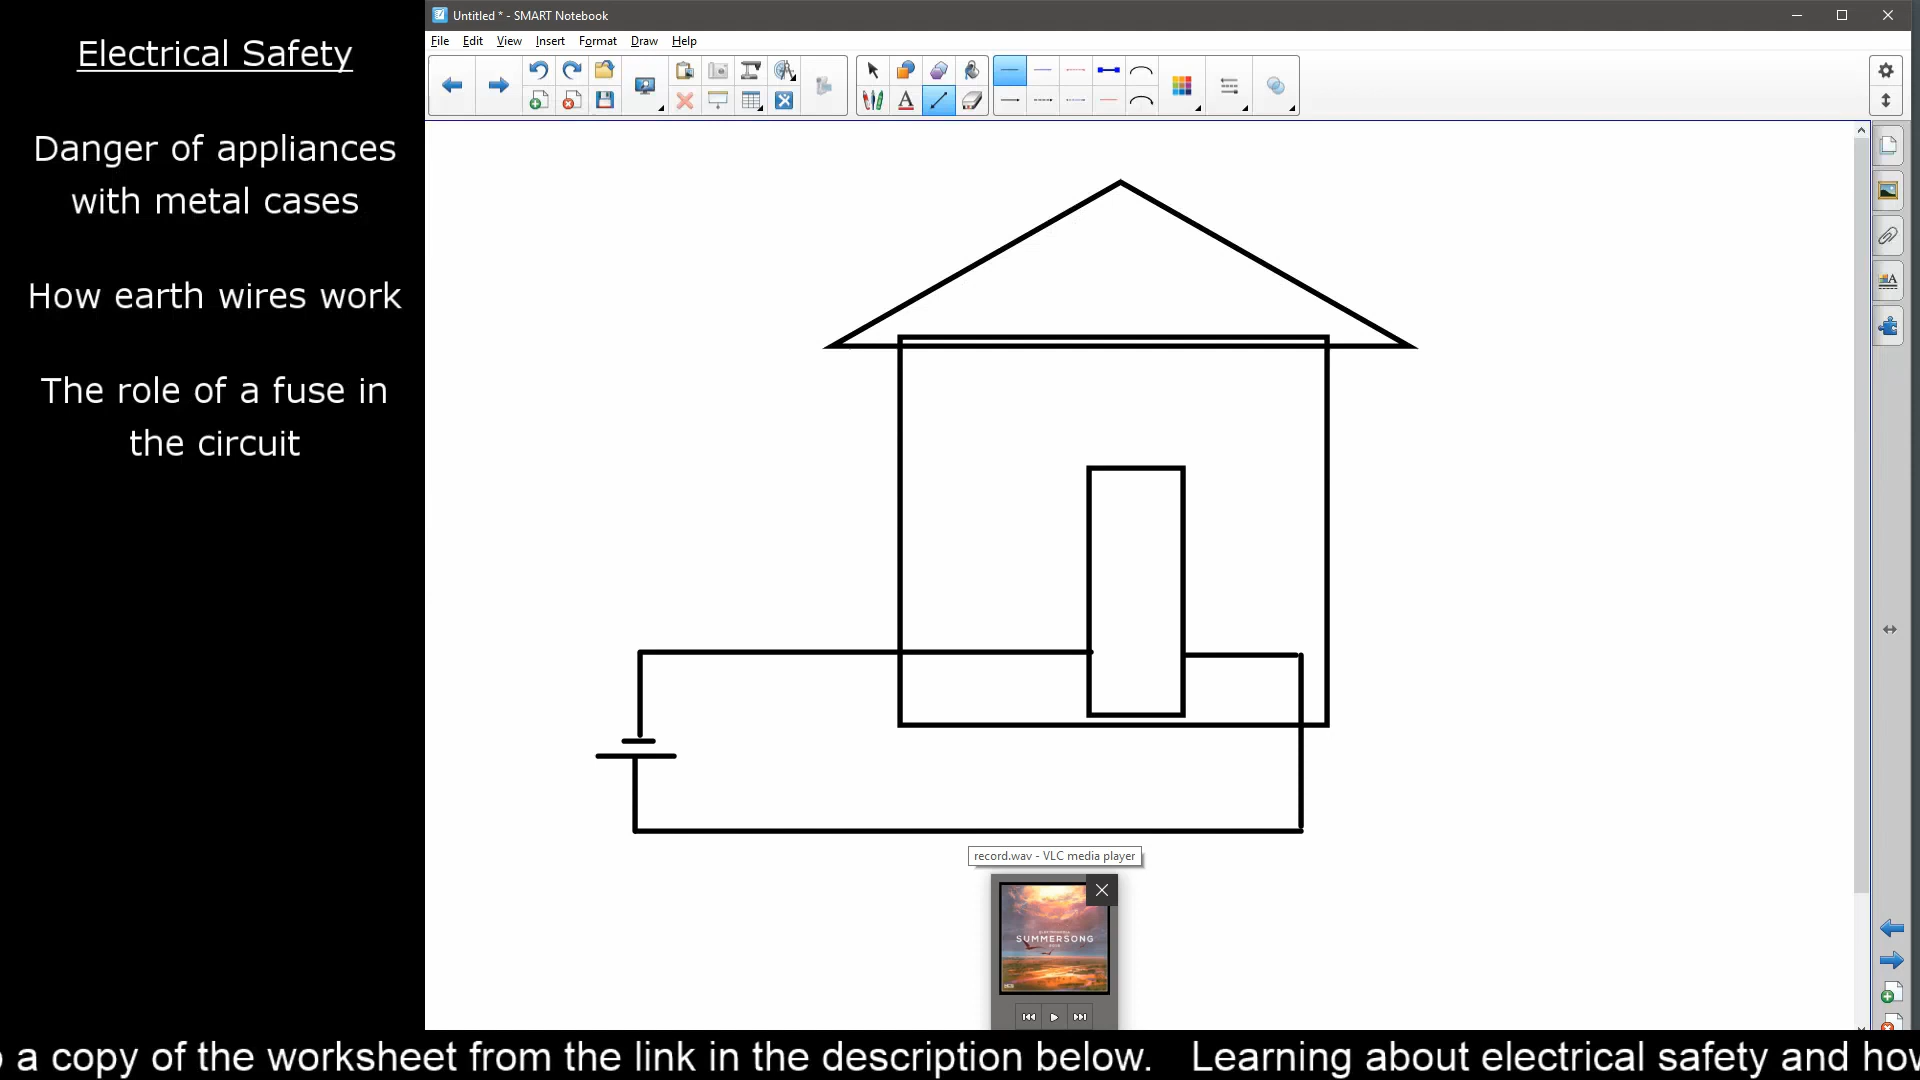 Electrical Safety
Danger of appliances
with metal cases
How earth wires work
The role of a fuse in
the circuit
Untitled * - SMART Notebook
File Edit View Insert Format Draw Help
record.wav - VLC media player
SUMMERSONG
a copy of the worksheet from the link in the description below. Learning about electrical safety and how